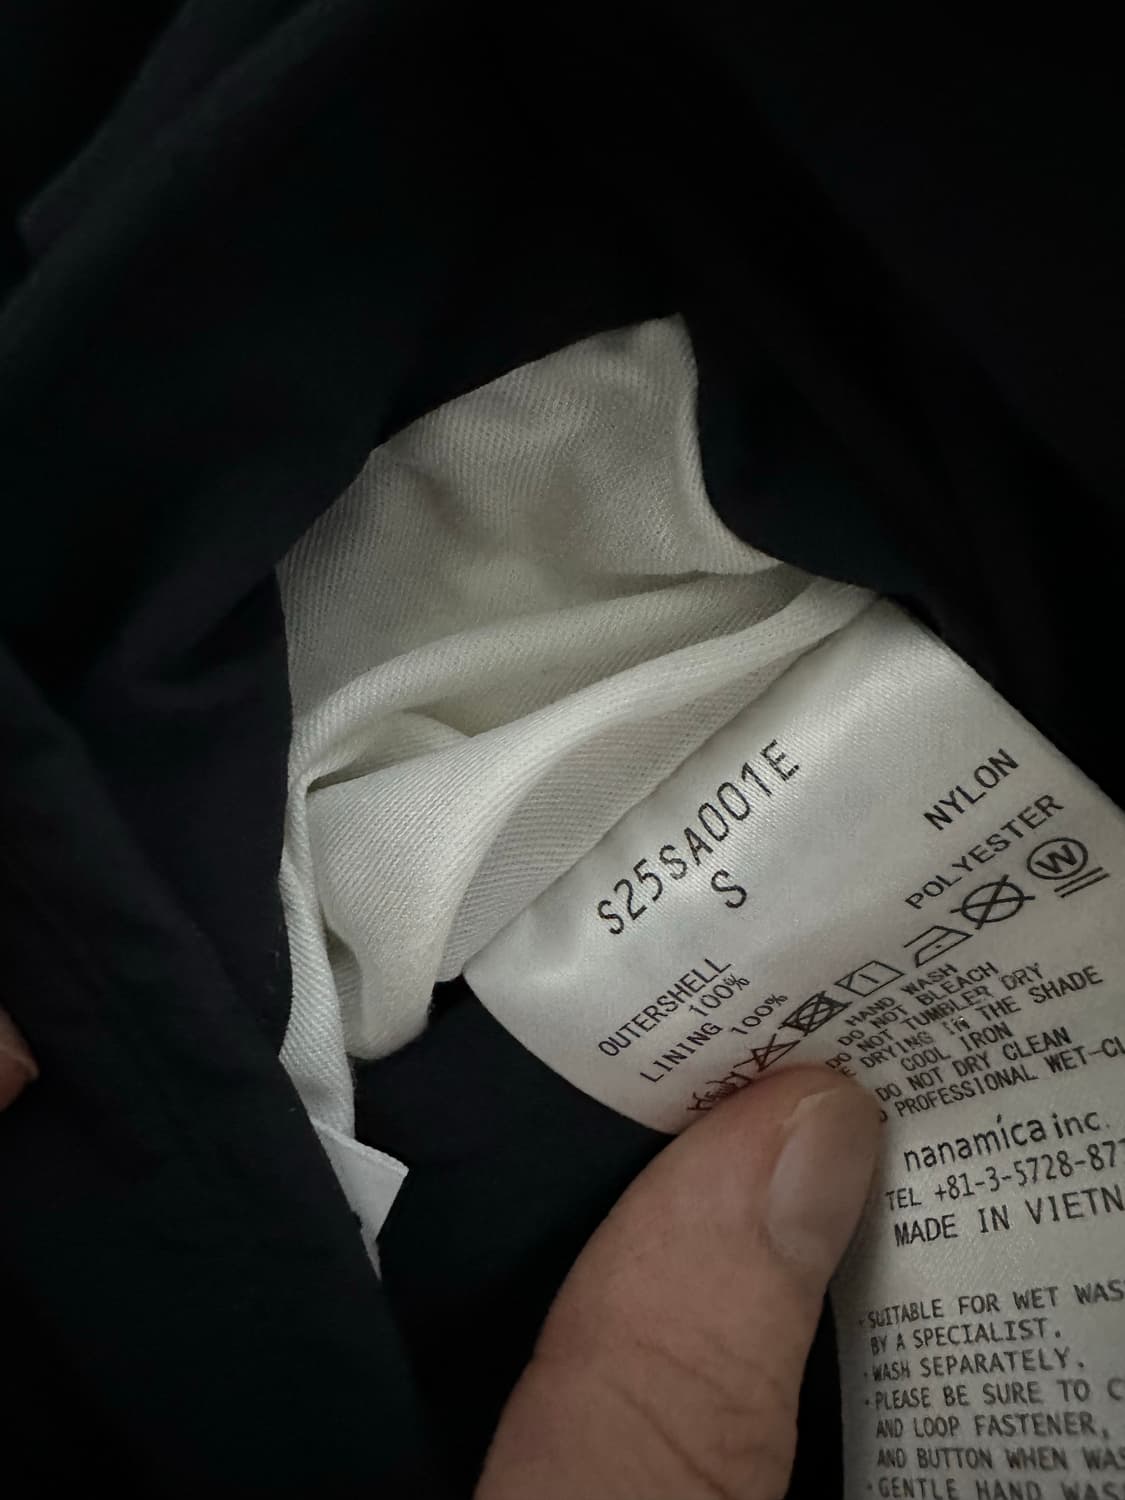 S25SA001E
S
OUTERSHELL NYLON
100%
LINING POLYESTER
100%
W
HAND WASH
DO NOT BLEACH
DO NOT TUMBLER DRY
DRYING IN THE SHADE
COOL IRON
DO NOT DRY CLEAN
PROFESSIONAL
nanamica inc.
TEL +81-3-5728-87
MADE IN VIETN
·SUITABLE FOR WET WAS
BY A SPECIALIST.
·WASH SEPARATELY.
·PLEASE BE SURE TO C
AND LOOP FASTENER,
AND BUTTON WHEN WAS
·GENTLE HAND WAS